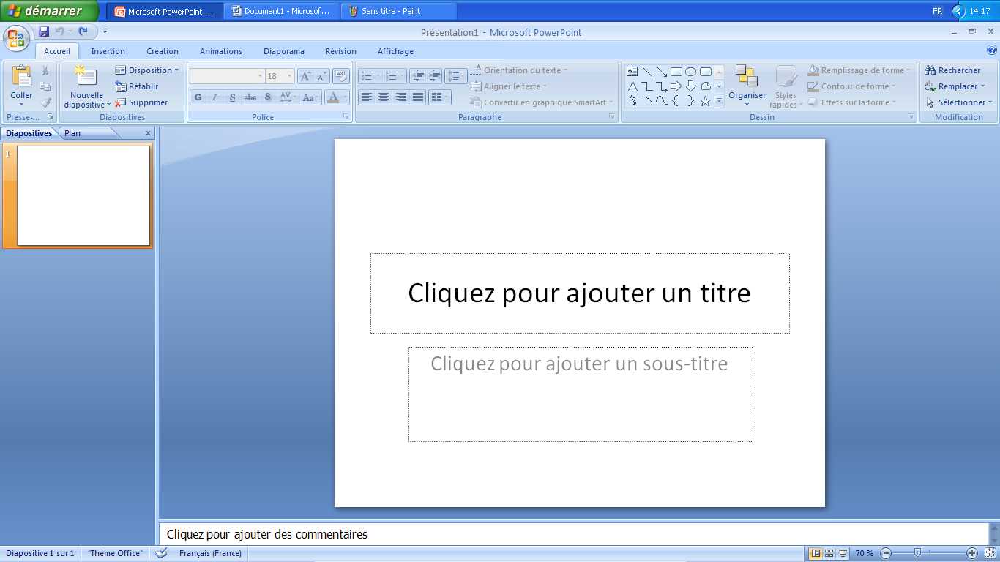 démarrer
Microsoft PowerPoint ...
Document1 - Microsof...
Sans titre - Paint
FR
14:17
Présentation1 - Microsoft PowerPoint
Accueil
Insertion
Création
Animations
Diaporama
Révision
Affichage
Coller
Nouvelle
diapositive
Disposition
Rétablir
Supprimer
18
G I S abc S AV Aa A
Orientation du texte
Aligner le texte
Convertir en graphique SmartArt
Organiser
Styles
rapides
Remplissage de forme
Contour de forme
Effets sur la forme
Rechercher
Remplacer
Sélectionner
Presse-...
Diapositives
Police
Paragraphe
Dessin
Modification
Diapositives
Plan
x
1
Cliquez pour ajouter un titre
Cliquez pour ajouter un sous-titre
Cliquez pour ajouter des commentaires
Diapositive 1 sur 1
"Thème Office"
Français (France)
70 %